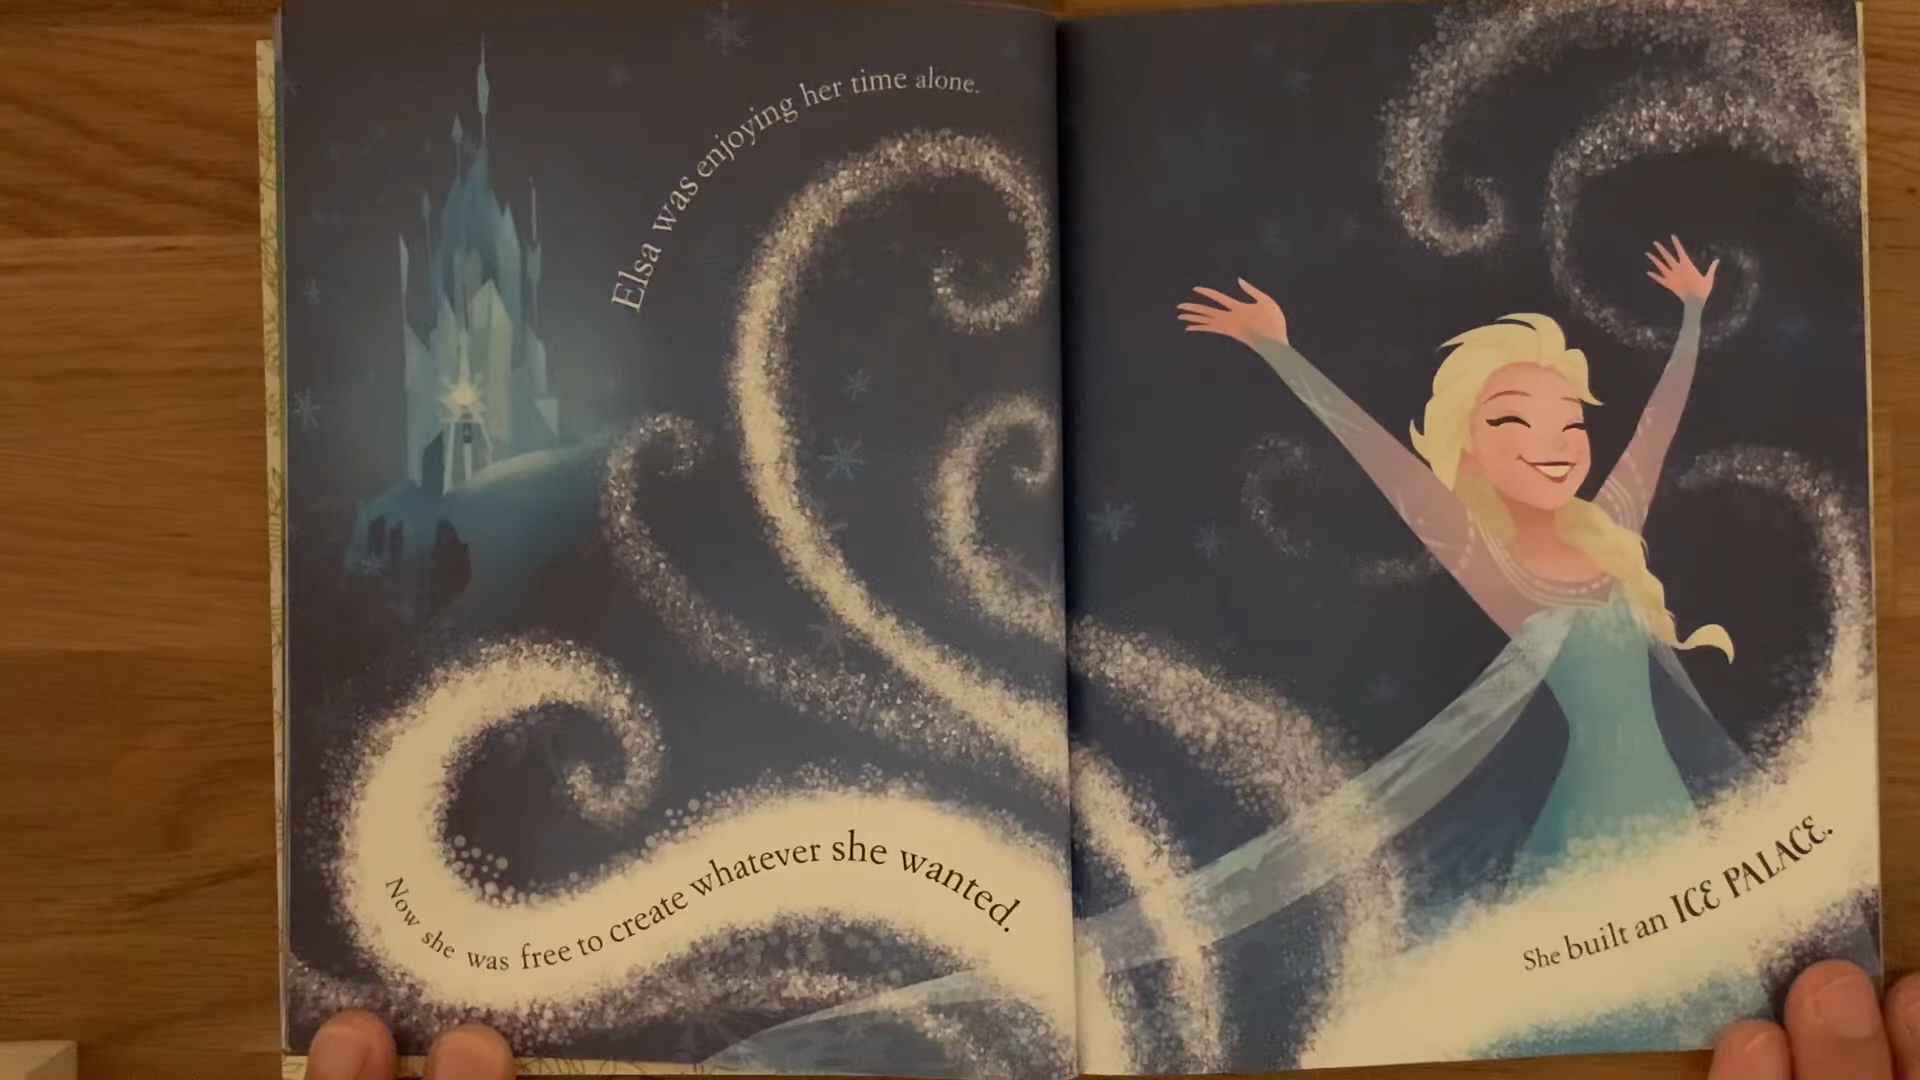 Elsa was enjoying her time alone.
Now she was free to create whatever she wanted.
She built an ICE PALACE.